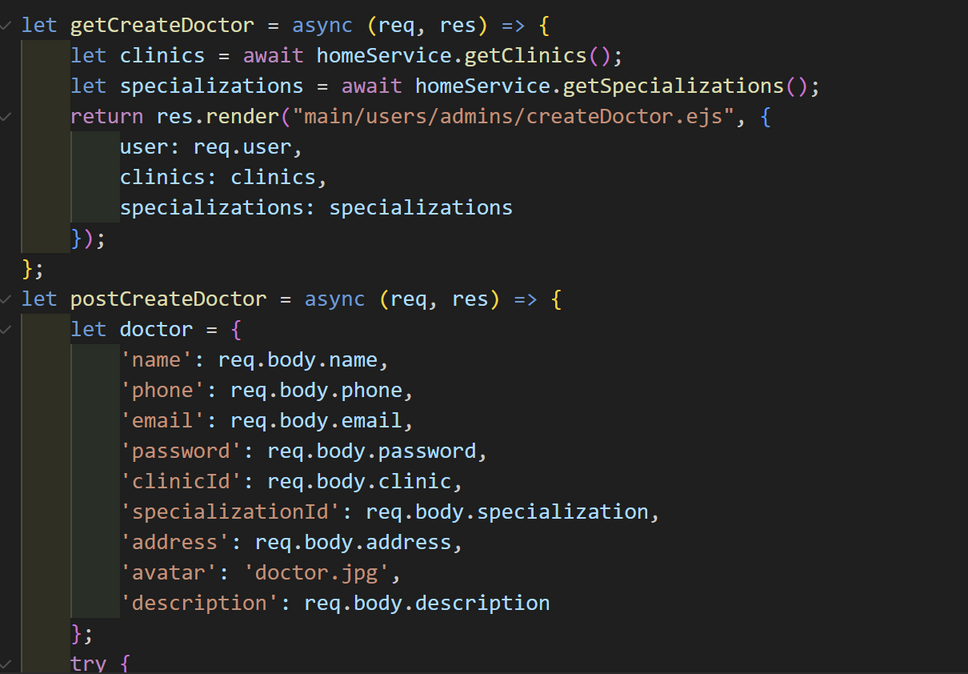 let getCreateDoctor = async (req, res) => {
    let clinics = await homeService.getClinics();
    let specializations = await homeService.getSpecializations();
    return res.render("main/users/admins/createDoctor.ejs", {
        user: req.user,
        clinics: clinics,
        specializations: specializations
    });
};
let postCreateDoctor = async (req, res) => {
    let doctor = {
        'name': req.body.name,
        'phone': req.body.phone,
        'email': req.body.email,
        'password': req.body.password,
        'clinicId': req.body.clinic,
        'specializationId': req.body.specialization,
        'address': req.body.address,
        'avatar': 'doctor.jpg',
        'description': req.body.description
    };
    try {